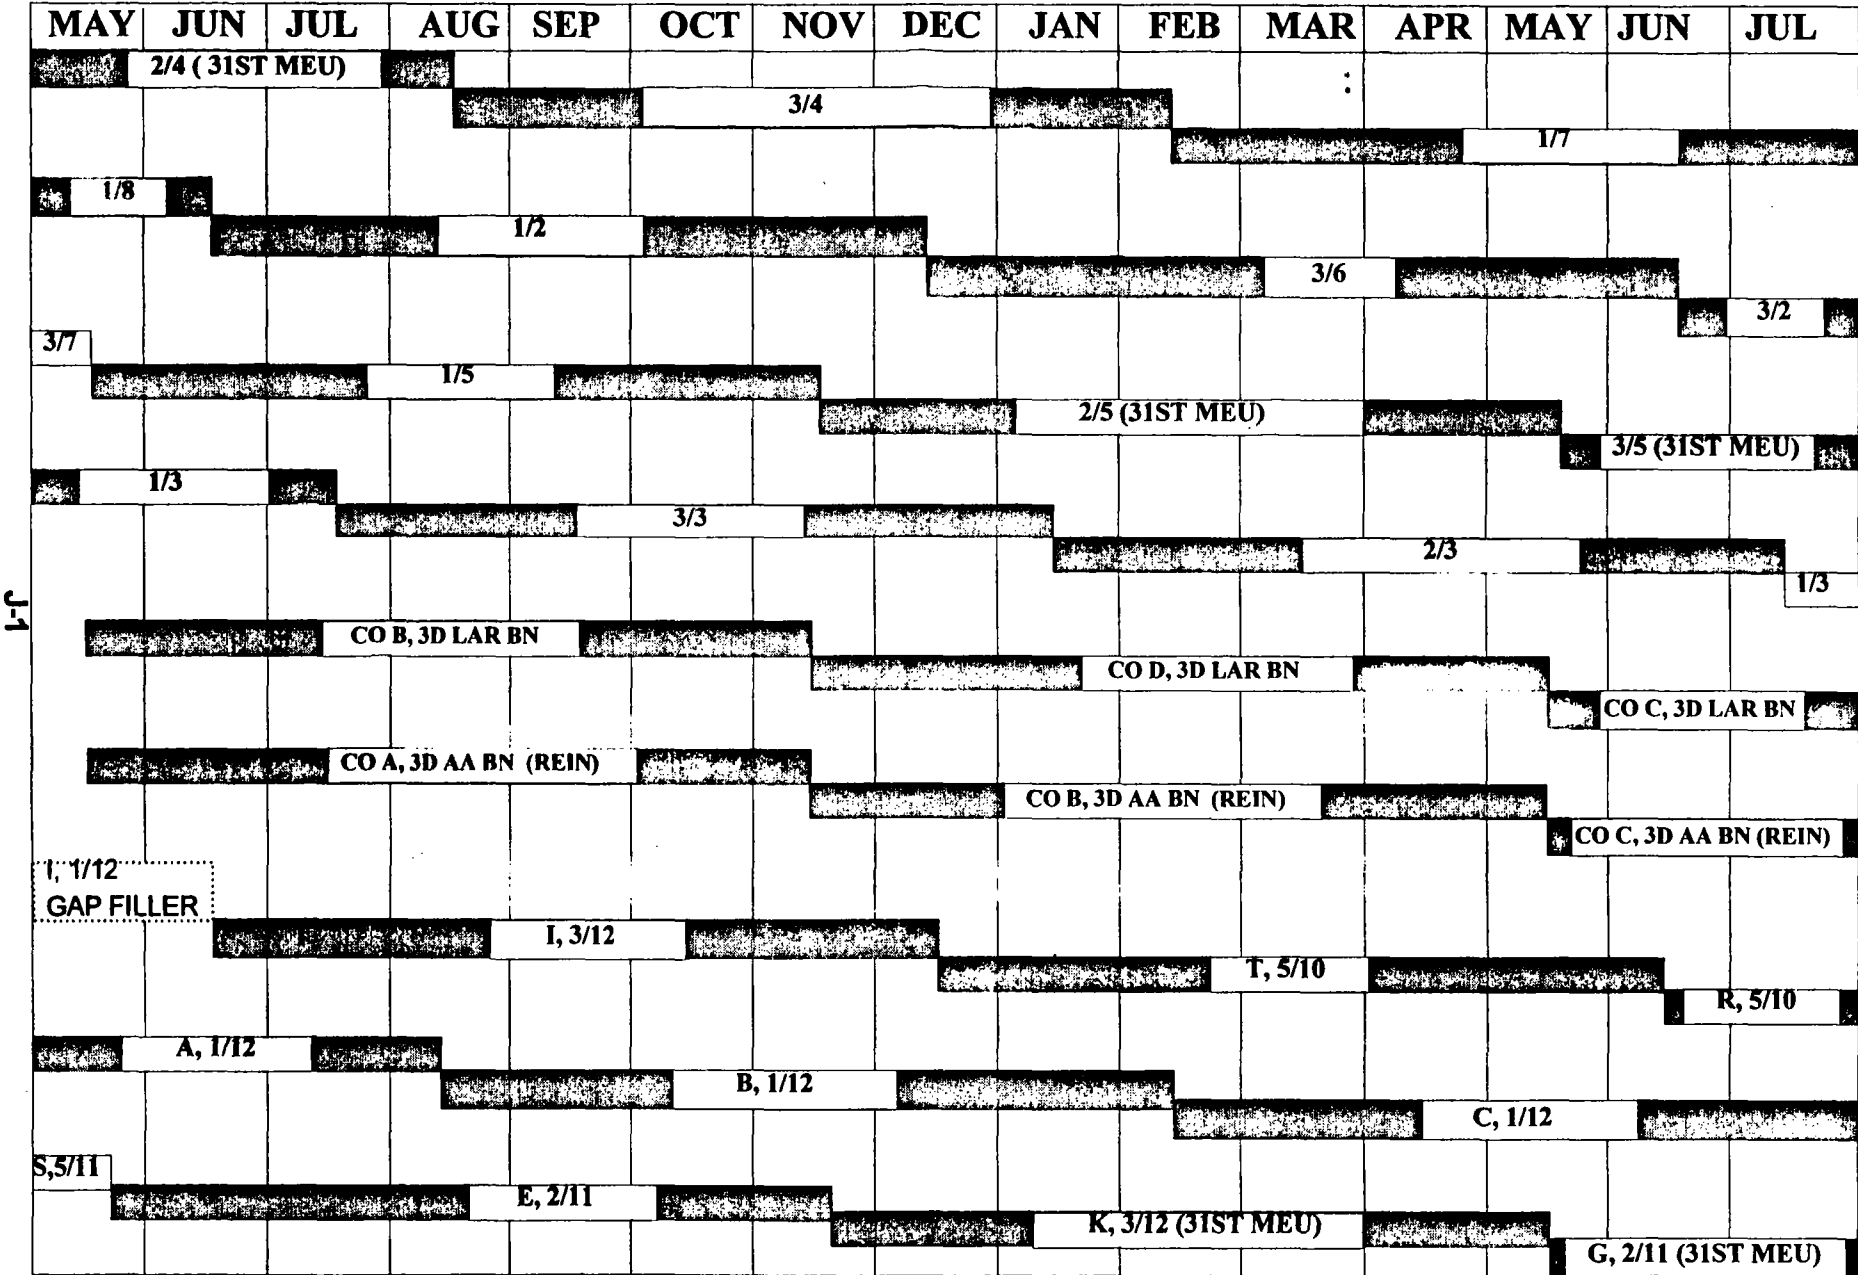 MAY JUN JUL AUG SEP OCT NOV DEC JAN FEB MAR APR MAY JUN JUL
2/4 ( 31ST MEU)
3/4
1/7
1/8
1/2
3/6
3/2
3/7
1/5
2/5 (31ST MEU)
3/5 (31ST MEU)
1/3
3/3
2/3
1/3
J-1
CO B, 3D LAR BN
CO D, 3D LAR BN
CO C, 3D LAR BN
CO A, 3D AA BN (REIN)
CO B, 3D AA BN (REIN)
CO C, 3D AA BN (REIN)
I, 1/12
GAP FILLER
I, 3/12
T, 5/10
R, 5/10
A, 1/12
B, 1/12
C, 1/12
S,5/11
E, 2/11
K, 3/12 (31ST MEU)
G, 2/11 (31ST MEU)